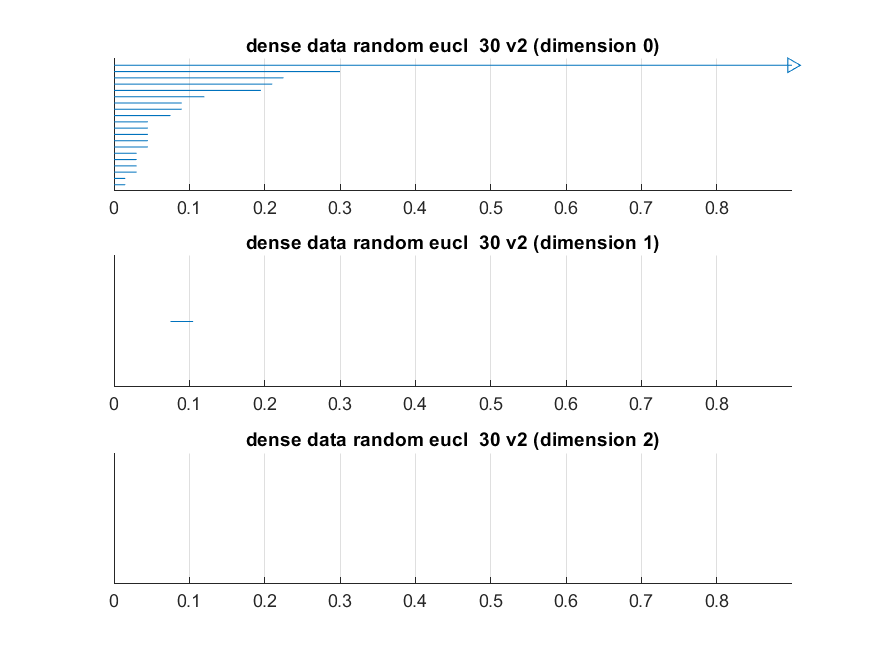 dense data random eucl  30 v2 (dimension 0)
0 0.1 0.2 0.3 0.4 0.5 0.6 0.7 0.8
dense data random eucl  30 v2 (dimension 1)
0 0.1 0.2 0.3 0.4 0.5 0.6 0.7 0.8
dense data random eucl  30 v2 (dimension 2)
0 0.1 0.2 0.3 0.4 0.5 0.6 0.7 0.8